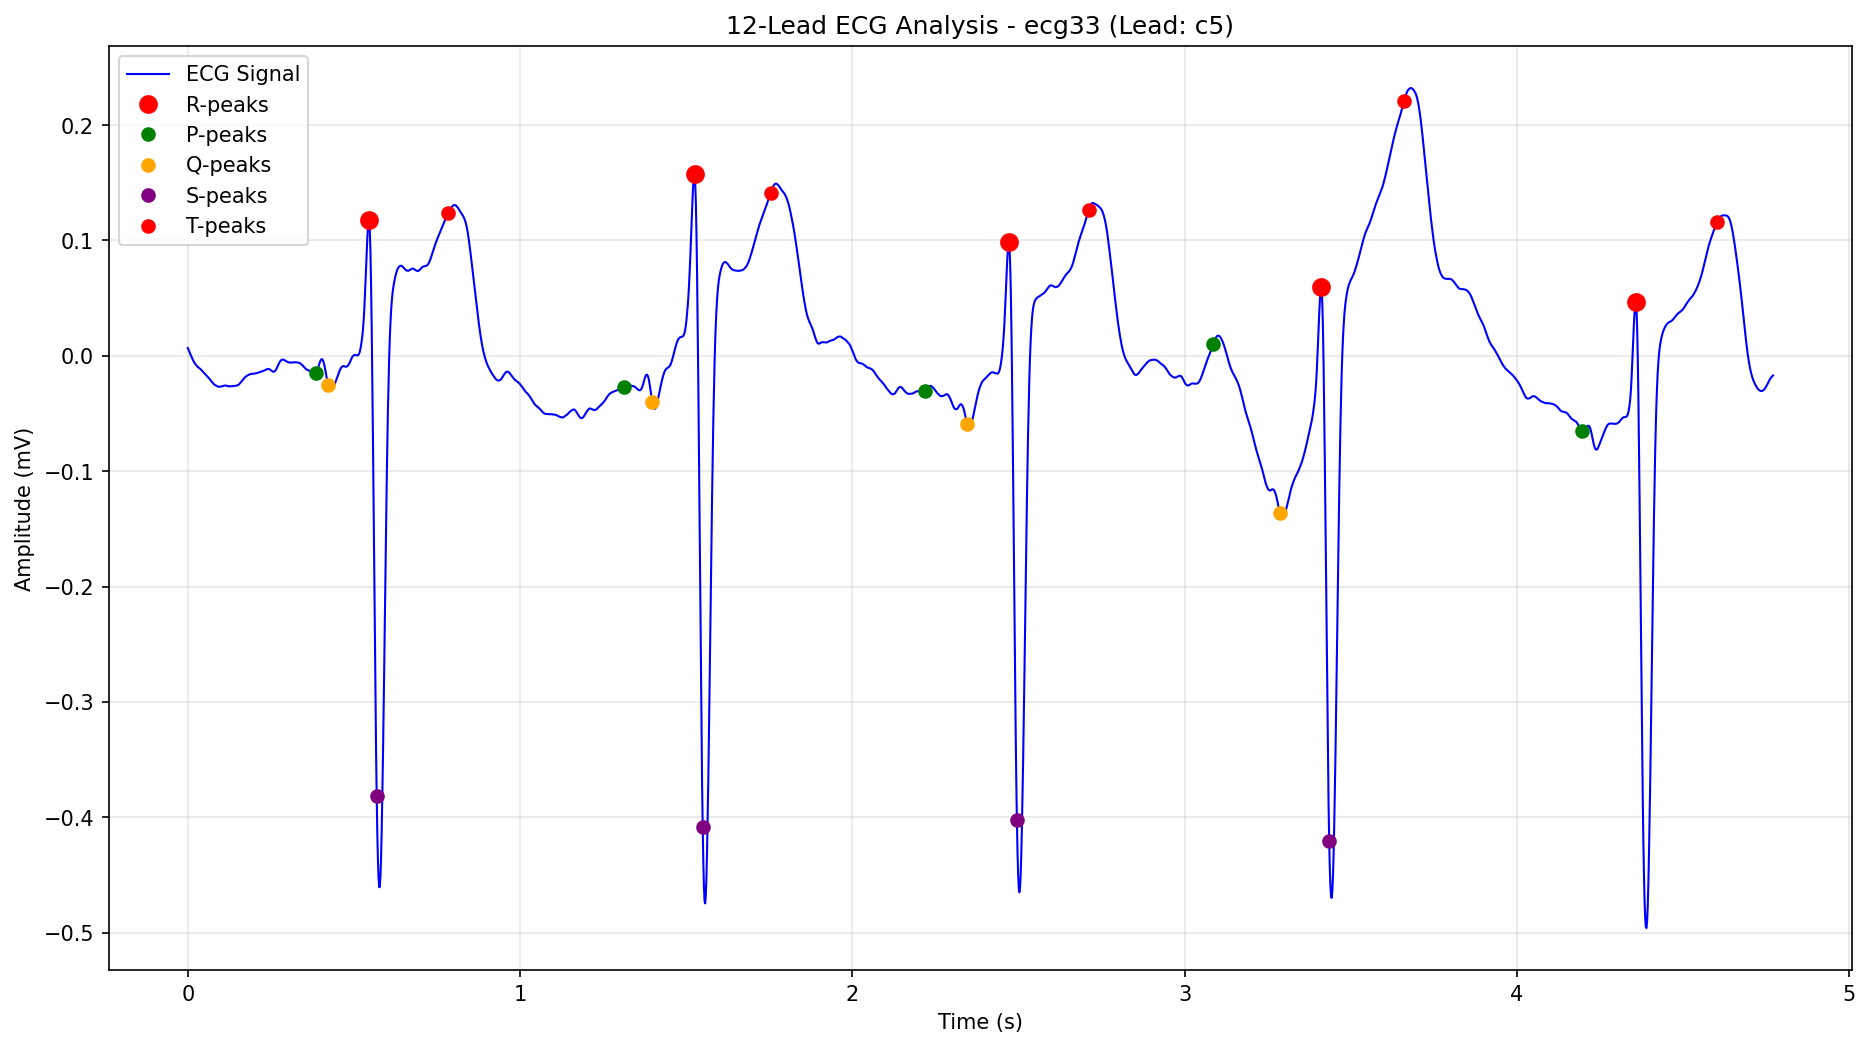 12-Lead ECG Analysis - ecg33 (Lead: c5)
ECG Signal
R-peaks
P-peaks
Q-peaks
S-peaks
T-peaks
Amplitude (mV)
0.2
0.1
0.0
−0.1
−0.2
−0.3
−0.4
−0.5
0 1 2 3 4 5
Time (s)